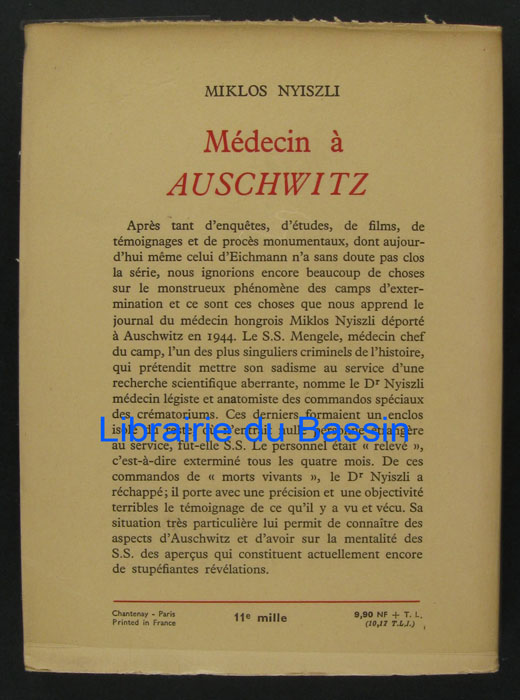 MIKLOS NYISZLI
Médecin à
AUSCHWITZ
Après tant d'enquêtes, d'études, de films, de
témoignages et de procès monumentaux, dont aujour-
d'hui même celui d'Eichmann n'a sans doute pas clos
la série, nous ignorions encore beaucoup de choses
sur le monstrueux phénomène des camps d'exter-
mination et ce sont ces choses que nous apprend le
journal du médecin hongrois Miklos Nyiszli déporté
à Auschwitz en 1944. Le S.S. Mengele, médecin chef
du camp, l'un des plus singuliers criminels de l'histoire,
qui prétendit mettre son sadisme au service d'une
recherche scientifique aberrante, nomme le Dr Nyiszli
médecin légiste et anatomiste des commandos spéciaux
des crématoriums. Ces derniers formaient un enclos
Librairie du Bassin
au service, fût-elle S.S. Le personnel était « relevé »,
c'est-à-dire exterminé tous les quatre mois. De ces
commandos de « morts vivants », le Dr Nyiszli a
réchappé; il porte avec une précision et une objectivité
terribles le témoignage de ce qu'il y a vu et vécu. Sa
situation très particulière lui permit de connaître des
aspects d'Auschwitz et d'avoir sur la mentalité des
S.S. des aperçus qui constituent actuellement encore
de stupéfiantes révélations.
Chantenay - Paris
Printed in France
11e mille
9,90 NF + T. L.
(10,17 T.L.I.)